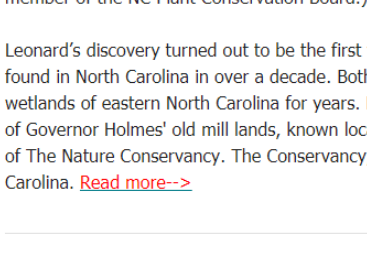 member of the NC Plant Conservation Board.)
Leonard's discovery turned out to be the first
found in North Carolina in over a decade. Both
wetlands of eastern North Carolina for years.
of Governor Holmes' old mill lands, known loc
of The Nature Conservancy. The Conservancy
Carolina. Read more-->